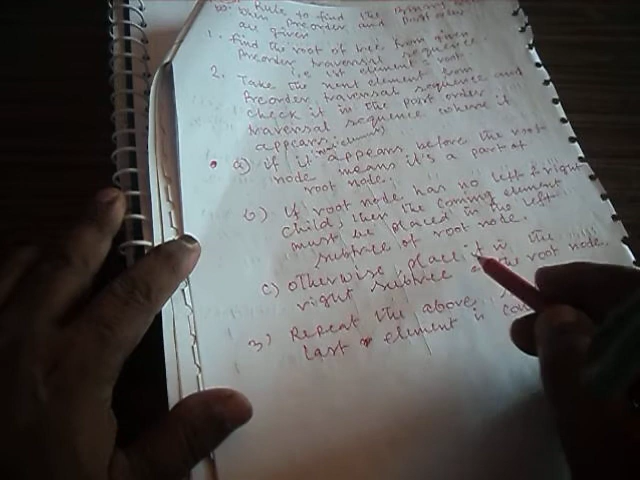 Rule to find the Binary
when Preorder and Post order
are given
1. Find the root of tree from given
Preorder traversal sequence
i.e 1st element is root
2. Take the next element from
Preorder traversal sequence and
check it in the post order
traversal sequence where it
appears.
a) if it appears before the root
node means it's a part of
root node.
b) If root node has no left & right
child, then the coming element
must be placed in the left
subtree of root node.
c) otherwise place it in the
right subtree of the root node.
3) Repeat the above
last element is